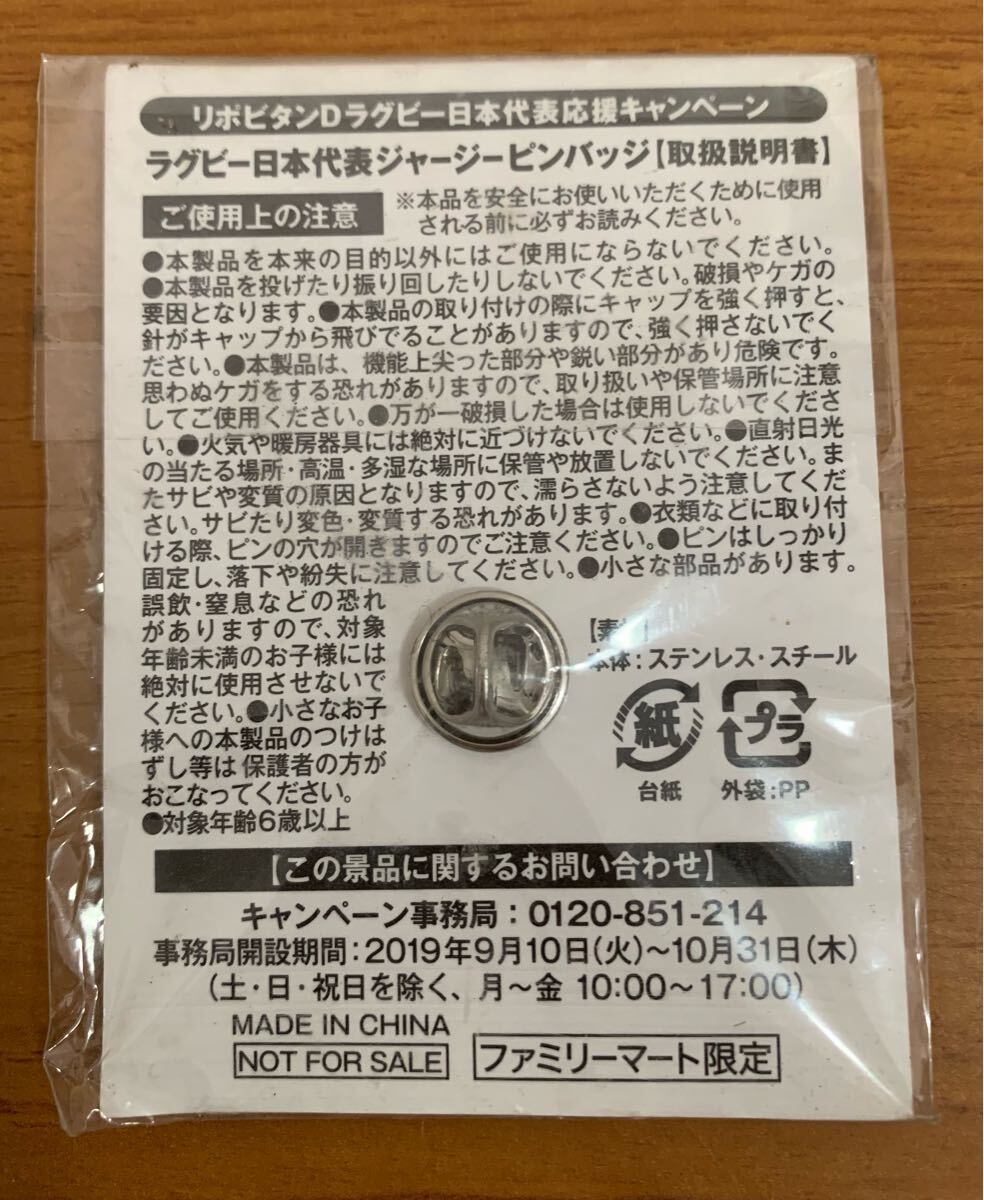 リポビタンDラグビー日本代表応援キャンペーン
ラグビー日本代表ジャージーピンバッジ【取扱説明書】
ご使用上の注意
※本品を安全にお使いいただくために使用
される前に必ずお読みください。
●本製品を本来の目的以外にはご使用にならないでください。
●本製品を投げたり振り回したりしないでください。破損やケガの
要因となります。●本製品の取り付けの際にキャップを強く押すと、
針がキャップから飛びでることがありますので、強く押さないでく
ださい。●本製品は、機能上尖った部分や鋭い部分があり危険です。
思わぬケガをする恐れがありますので、取り扱いや保管場所に注意
してご使用ください。●万が一破損した場合は使用しないでくださ
い。●火気や暖房器具には絶対に近づけないでください。●直射日光
の当たる場所・高温・多湿な場所に保管や放置しないでください。ま
たサビや変質の原因となりますので、濡らさないよう注意してくだ
さい。サビたり変色・変質する恐れがあります。●衣類などに取り付
ける際、ピンの穴が開きますのでご注意ください。●ピンはしっかり
固定し、落下や紛失に注意してください。●小さな部品があります。
誤飲・窒息などの恐れ
がありますので、対象
年齢未満のお子様には
絶対に使用させないで
ください。●小さなお子
様への本製品のつけは
ずし等は保護者の方が
おこなってください。
●対象年齢6歳以上
【素
本体：ステンレス・スチール
紙
プラ
台紙
外袋：PP
【この景品に関するお問い合わせ】
キャンペーン事務局：0120-851-214
事務局開設期間：2019年9月10日(火)〜10月31日(木)
(土・日・祝日を除く、月〜金 10:00〜17:00)
MADE IN CHINA
NOT FOR SALE
ファミリーマート限定